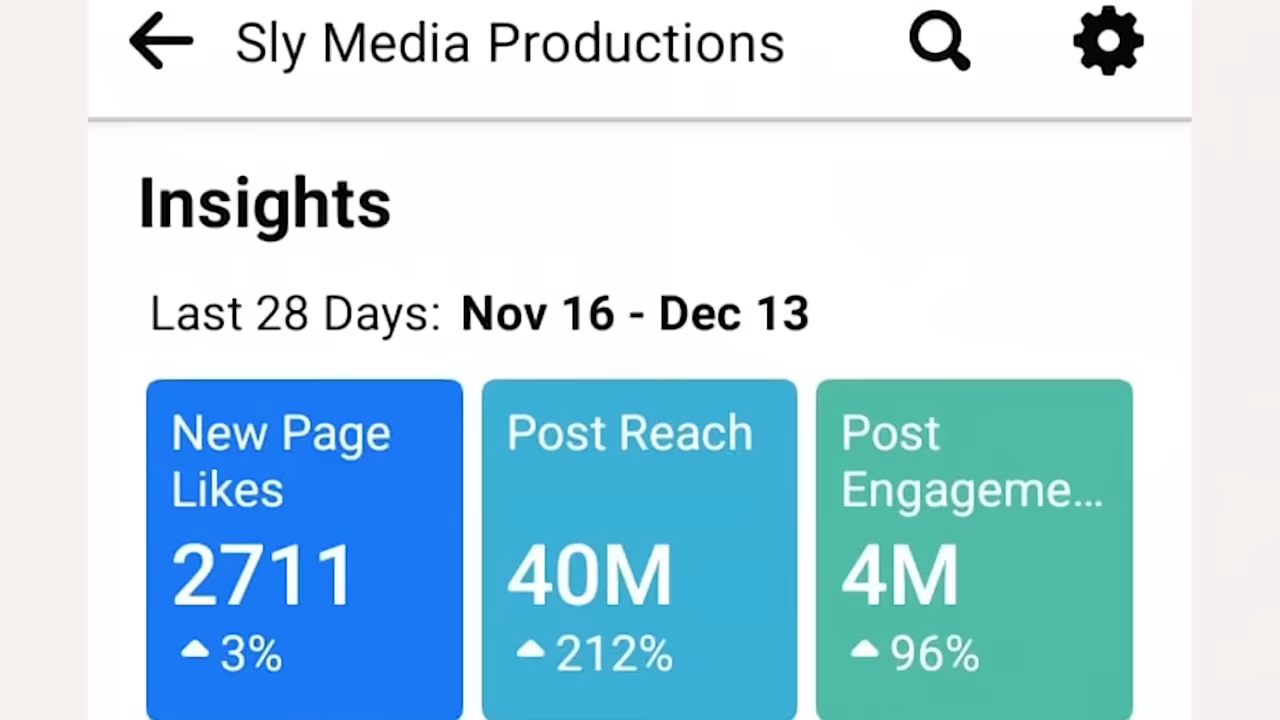 Sly Media Productions
Insights
Last 28 Days: Nov 16 - Dec 13
New Page
Likes
2711
3%
Post Reach
40M
212%
Post
Engageme...
4M
96%